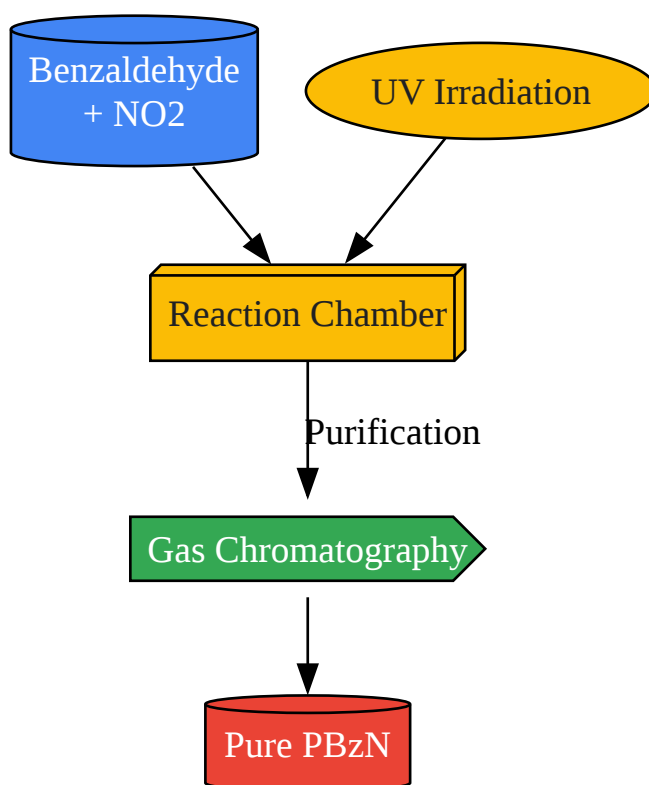 Benzaldehyde
+ NO2
UV Irradiation
Reaction Chamber
Purification
Gas Chromatography
Pure PBzN